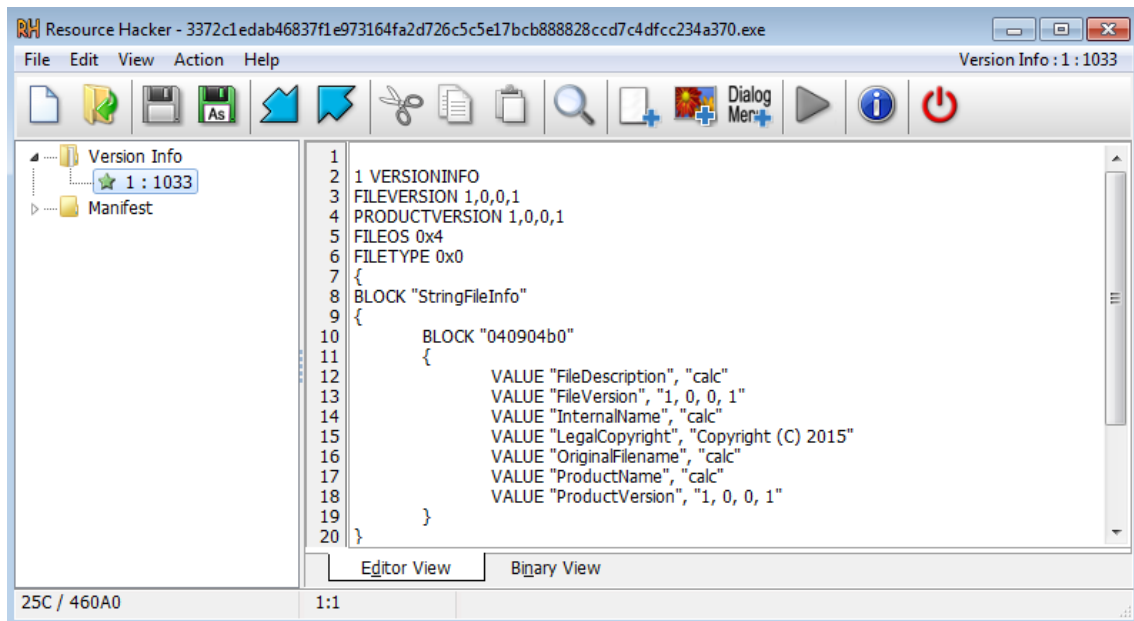 Resource Hacker - 3372c1edab46837f1e973164fa2d726c5c5e17bcb888828ccd7c4dfcc234a370.exe
File Edit View Action Help Version Info : 1 : 1033
As Dialog
Men
Version Info
1 : 1033
Manifest
1
2 1 VERSIONINFO
3 FILEVERSION 1,0,0,1
4 PRODUCTVERSION 1,0,0,1
5 FILEOS 0x4
6 FILETYPE 0x0
7 {
8 BLOCK "StringFileInfo"
9 {
10 BLOCK "040904b0"
11 {
12 VALUE "FileDescription", "calc"
13 VALUE "FileVersion", "1, 0, 0, 1"
14 VALUE "InternalName", "calc"
15 VALUE "LegalCopyright", "Copyright (C) 2015"
16 VALUE "OriginalFilename", "calc"
17 VALUE "ProductName", "calc"
18 VALUE "ProductVersion", "1, 0, 0, 1"
19 }
20 }
Editor View Binary View
25C / 460A0 1:1